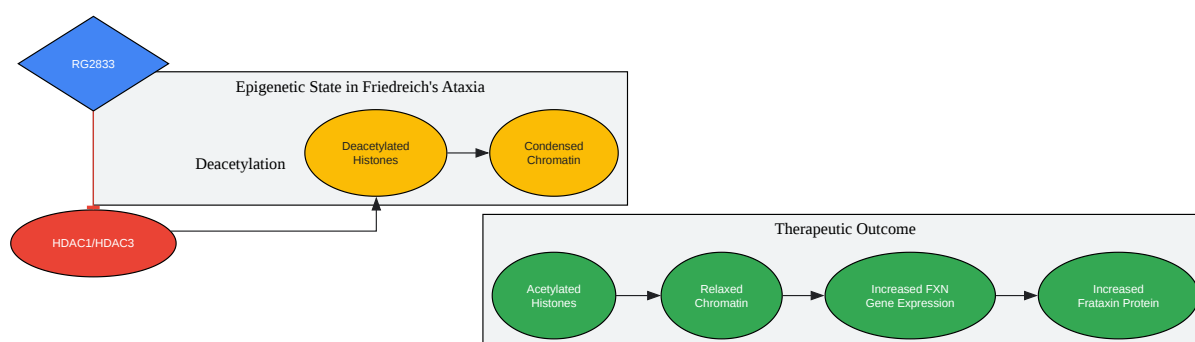 RG2833
Epigenetic State in Friedreich's Ataxia
Deacetylated
Histones
Condensed
Chromatin
Deacetylation
HDAC1/HDAC3
Therapeutic Outcome
Acetylated
Histones
Relaxed
Chromatin
Increased FXN
Gene Expression
Increased
Frataxin Protein